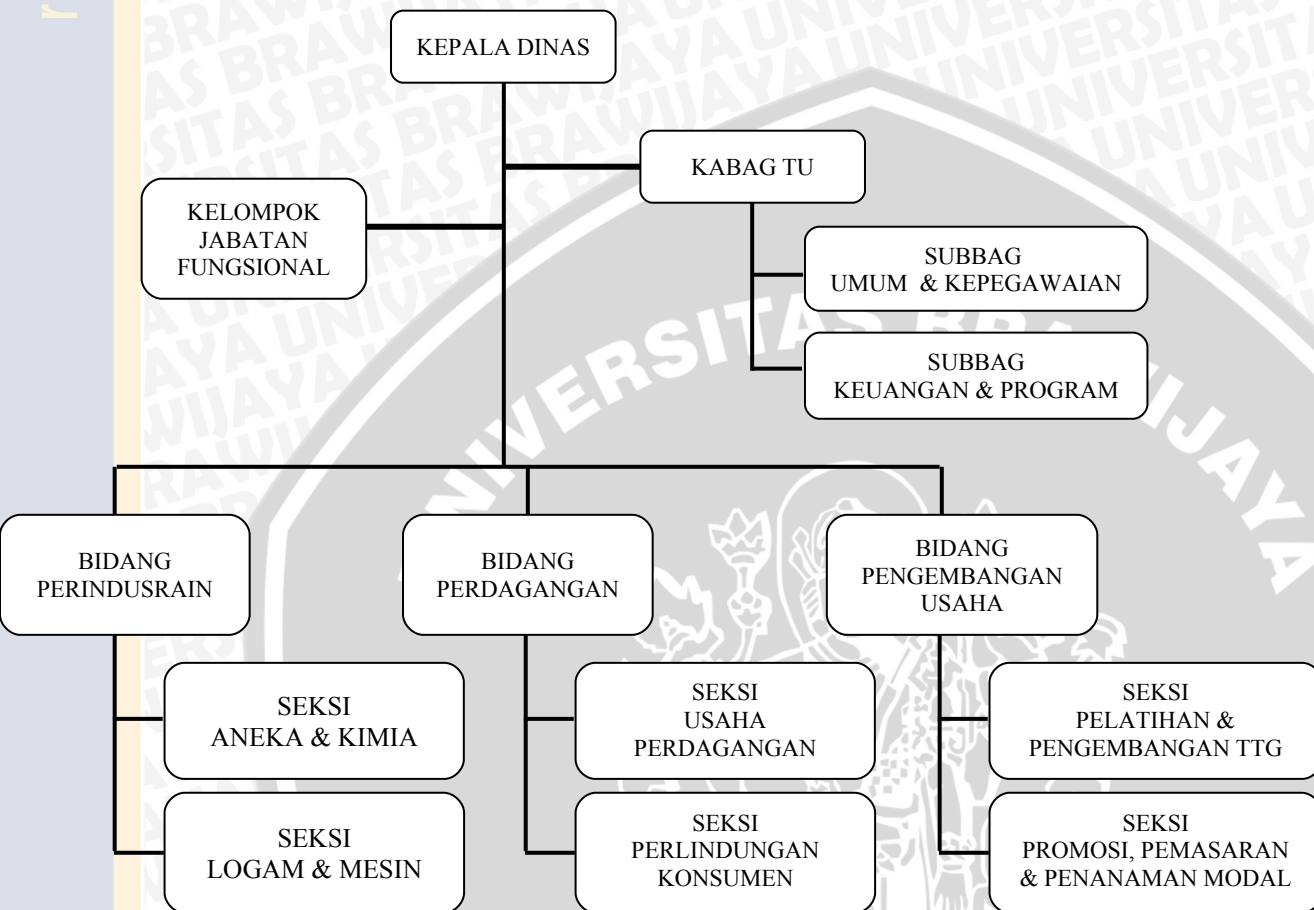 KEPALA DINAS
KABAG TU
KELOMPOK
JABATAN
FUNGSIONAL
SUBBAG
UMUM & KEPEGAWAIAN
SUBBAG
KEUANGAN & PROGRAM
BIDANG
PERINDUSRAIN
BIDANG
PERDAGANGAN
BIDANG
PENGEMBANGAN
USAHA
SEKSI
ANEKA & KIMIA
SEKSI
USAHA
PERDAGANGAN
SEKSI
PELATIHAN &
PENGEMBANGAN TTG
SEKSI
LOGAM & MESIN
SEKSI
PERLINDUNGAN
KONSUMEN
SEKSI
PROMOSI, PEMASARAN
& PENANAMAN MODAL